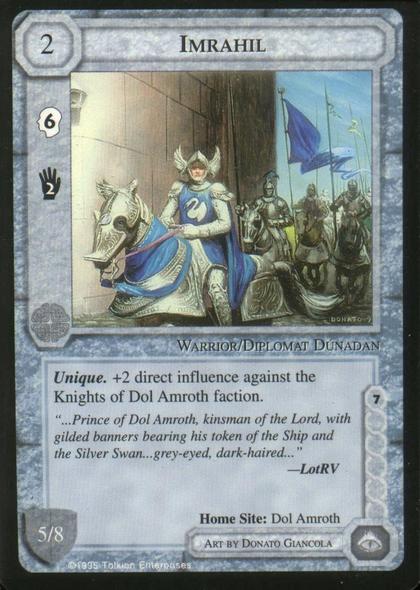 2
IMRAHIL
6
2
DONATO
WARRIOR/DIPLOMAT DÚNADAN
Unique. +2 direct influence against the
Knights of Dol Amroth faction.
7
“...Prince of Dol Amroth, kinsman of the Lord, with
gilded banners bearing his token of the Ship and
the Silver Swan...grey-eyed, dark-haired...”
—LotRV
Home Site: Dol Amroth
5/8
ART BY DONATO GIANCOLA
©1995 Tolkien Enterprises